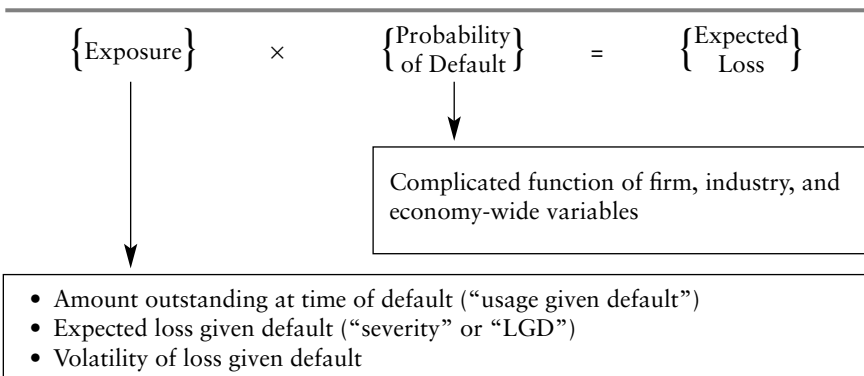 {Exposure} × {Probability of Default} = {Expected Loss}
Complicated function of firm, industry, and
economy-wide variables
• Amount outstanding at time of default (“usage given default”)
• Expected loss given default (“severity” or “LGD”)
• Volatility of loss given default